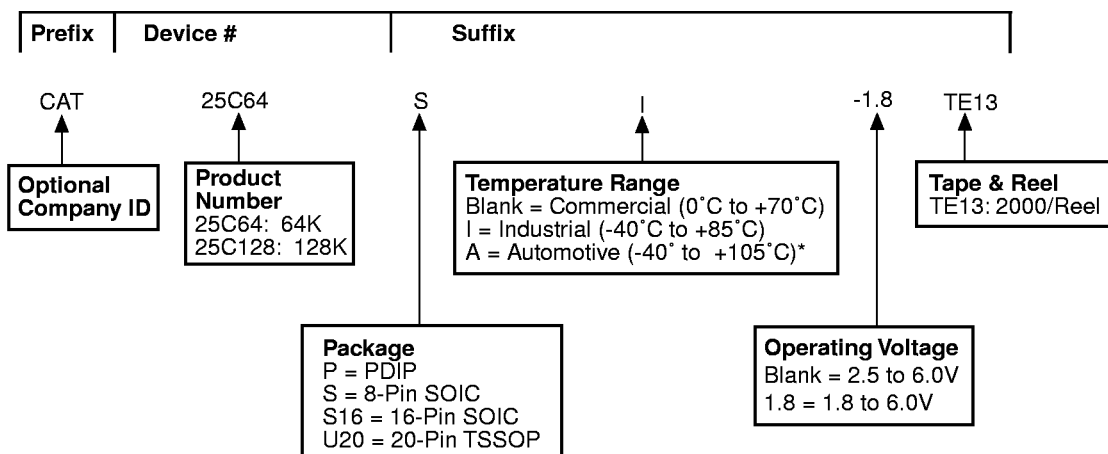 Prefix Device # Suffix
CAT 25C64 S I -1.8 TE13
Optional
Company ID
Product
Number
25C64: 64K
25C128: 128K
Temperature Range
Blank = Commercial (0˚C to +70˚C)
I = Industrial (-40˚C to +85˚C)
A = Automotive (-40˚ to +105˚C)*
Tape & Reel
TE13: 2000/Reel
Package
P = PDIP
S = 8-Pin SOIC
S16 = 16-Pin SOIC
U20 = 20-Pin TSSOP
Operating Voltage
Blank = 2.5 to 6.0V
1.8 = 1.8 to 6.0V